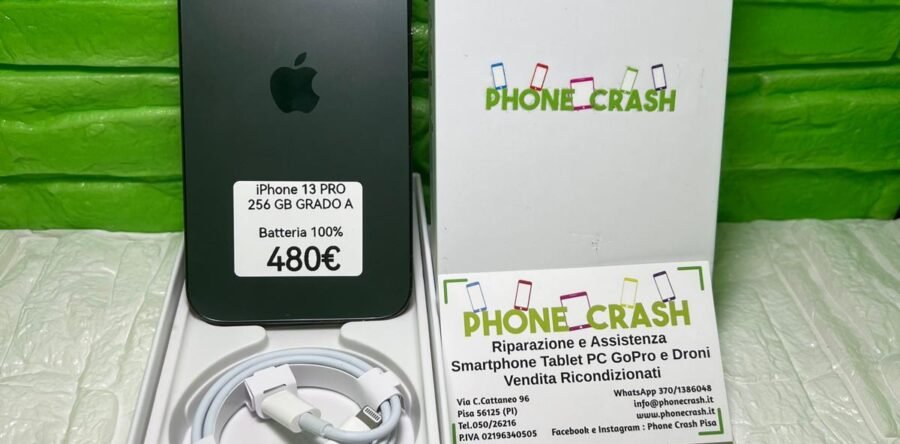 iPhone 13 PRO
256 GB GRADO A
Batteria 100%
480€
PHONE CRASH
PHONE CRASH
Riparazione e Assistenza
Smartphone Tablet PC GoPro e Droni
Vendita Ricondizionati
Via C.Cattaneo 96
Pisa 56125 (PI)
Tel.050/26216
P.IVA 02196340505
WhatsApp 370/1386048
info@phonecrash.it
www.phonecrash.it
Facebook e Instagram : Phone Crash Pisa